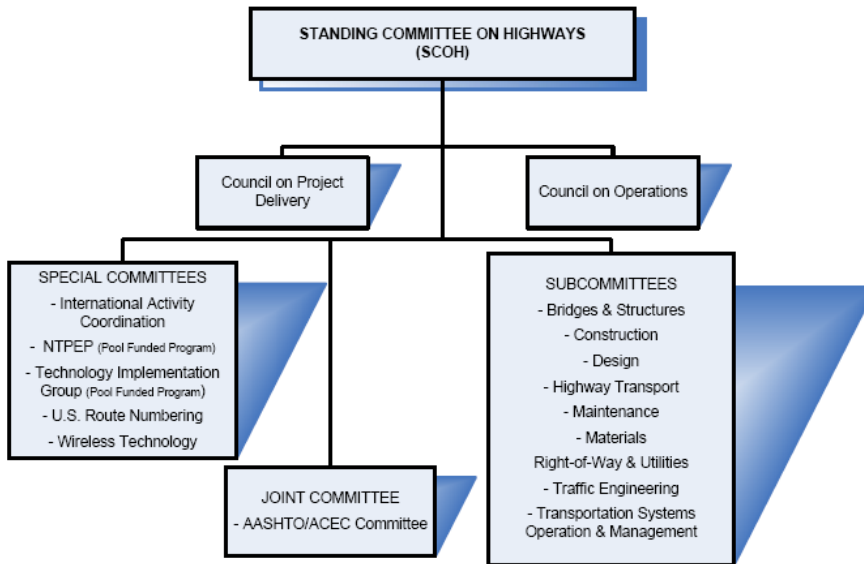 STANDING COMMITTEE ON HIGHWAYS
(SCOH)
Council on Project
Delivery
Council on Operations
SPECIAL COMMITTEES
- International Activity
Coordination
- NTPEP (Pool Funded Program)
- Technology Implementation
Group (Pool Funded Program)
- U.S. Route Numbering
- Wireless Technology
JOINT COMMITTEE
- AASHTO/ACEC Committee
SUBCOMMITTEES
- Bridges & Structures
- Construction
- Design
- Highway Transport
- Maintenance
- Materials
Right-of-Way & Utilities
- Traffic Engineering
- Transportation Systems
Operation & Management